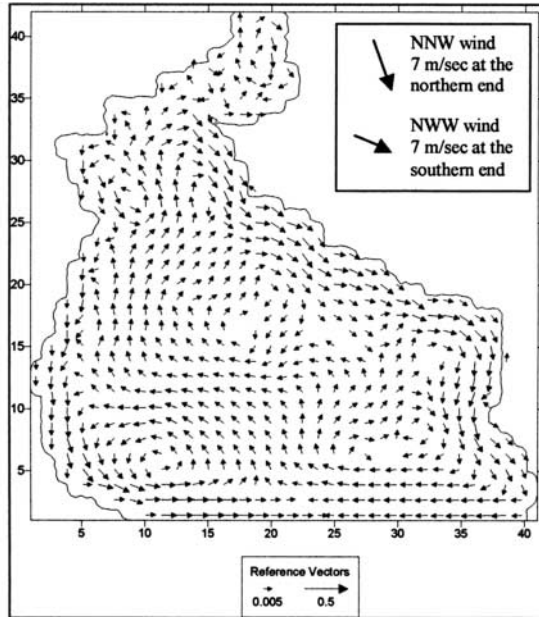 NNW wind
7 m/sec at the
northern end
NWW wind
7 m/sec at the
southern end
40
35
30
25
20
15
10
5
5 10 15 20 25 30 35 40
Reference Vectors
0.005 0.5